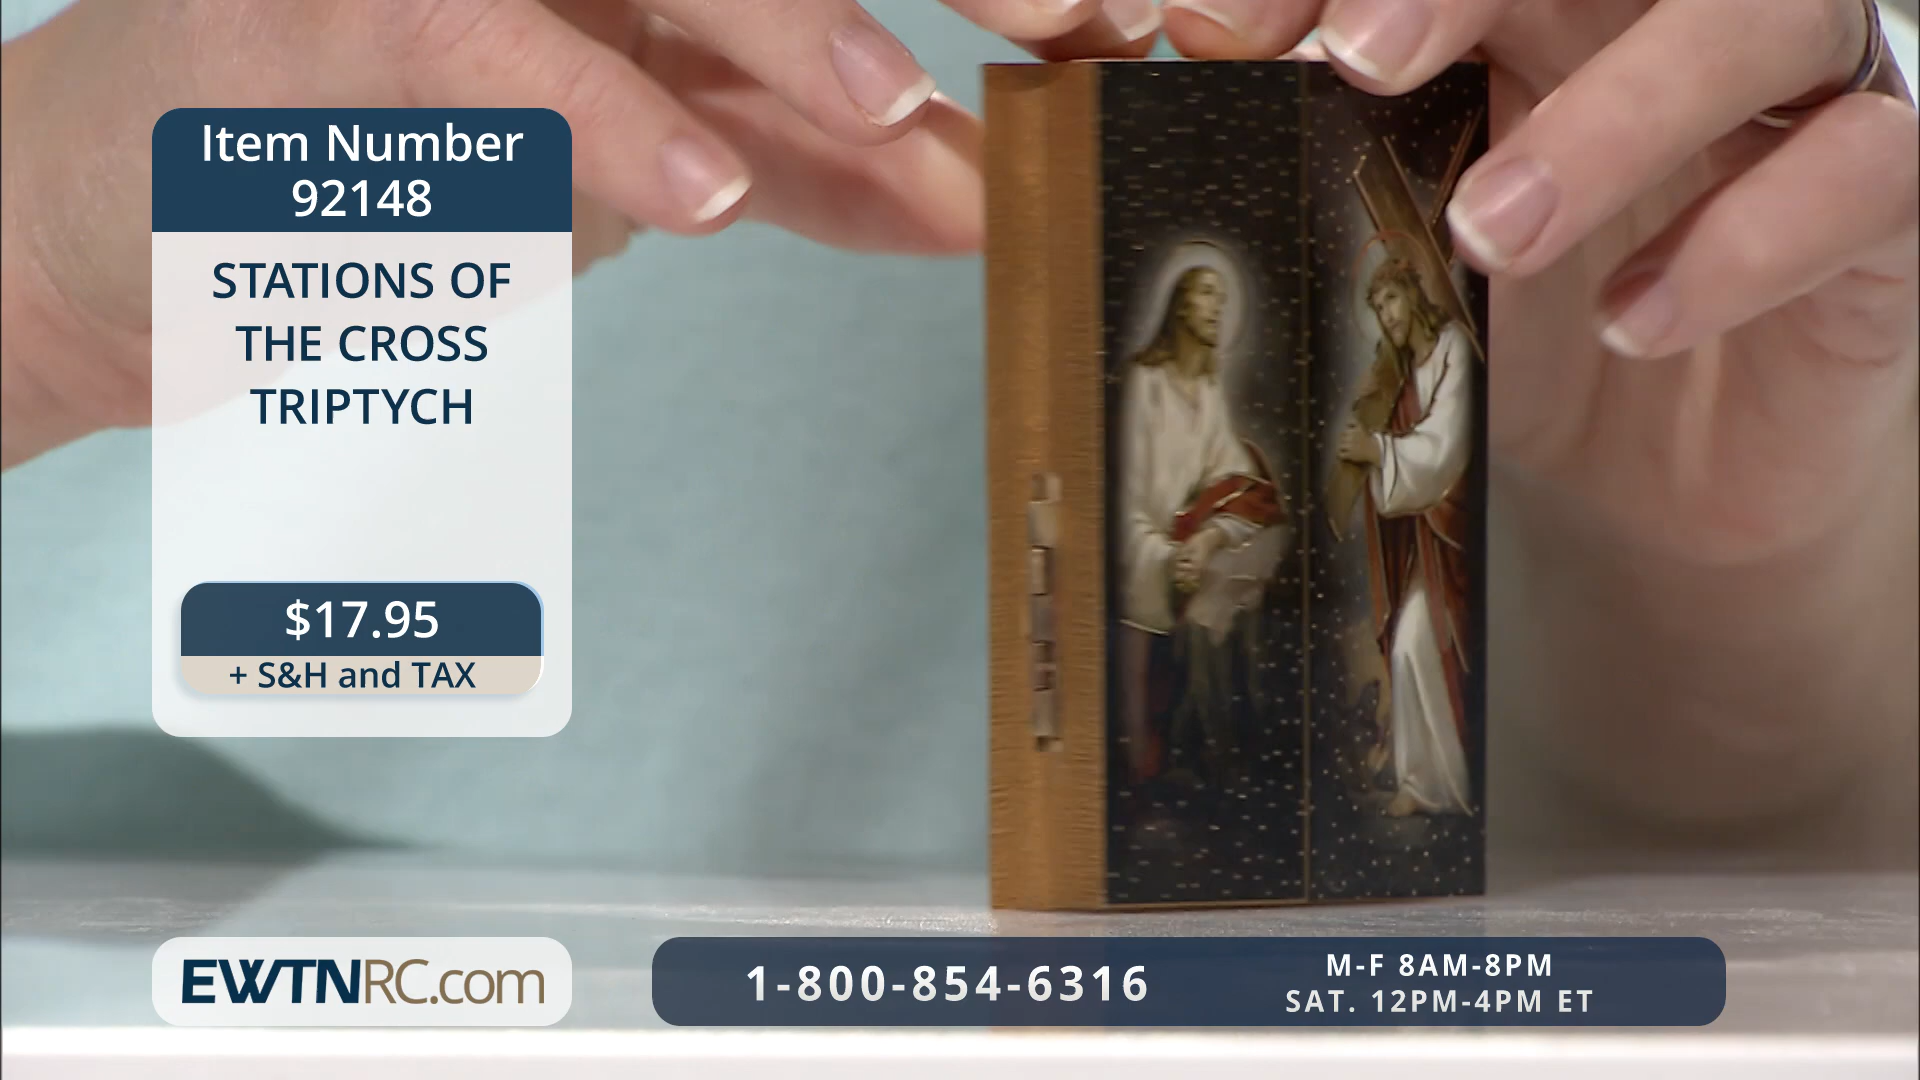 Item Number
92148
STATIONS OF
THE CROSS
TRIPTYCH
$17.95
+ S&H and TAX
EWTNRC.com
1-800-854-6316
M-F 8AM-8PM
SAT. 12PM-4PM ET